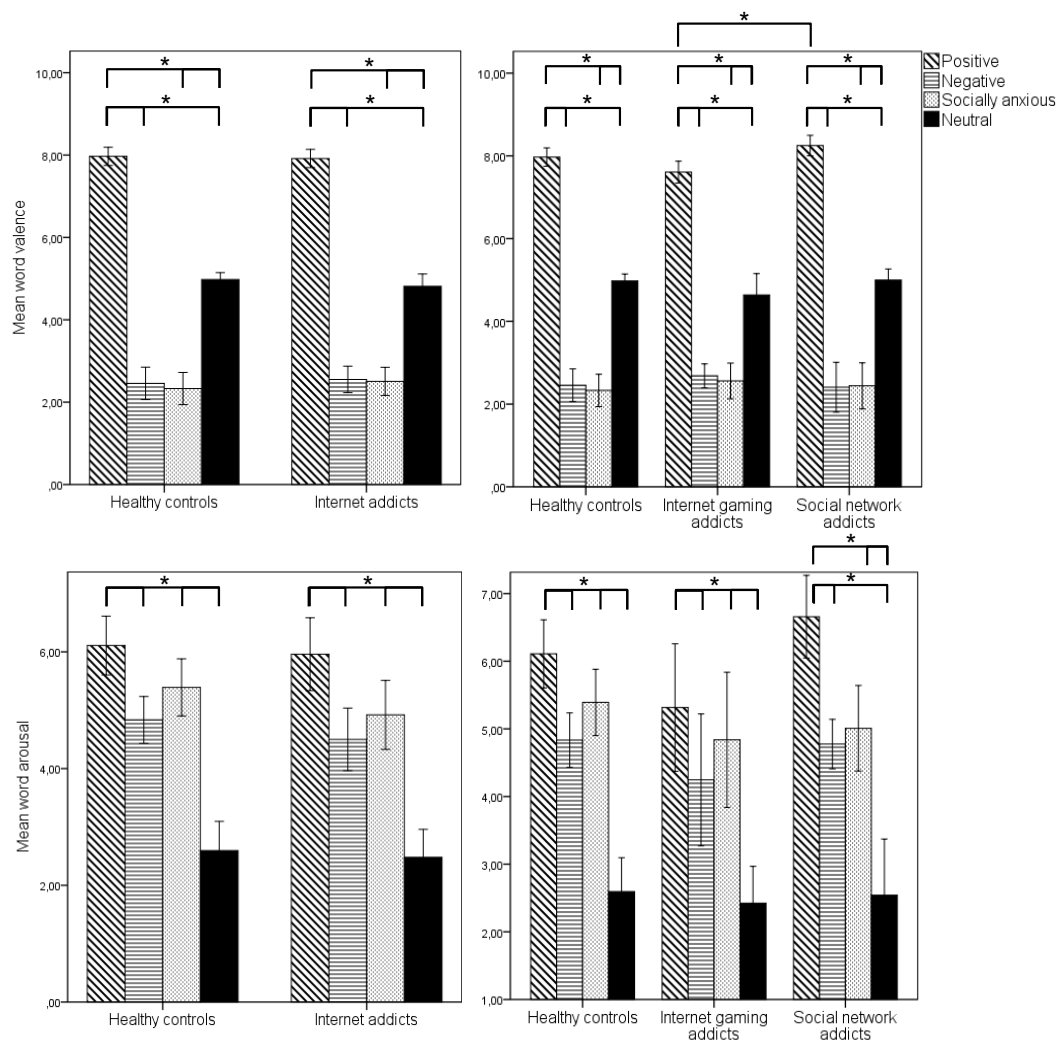 *
* * * * *
* * * * *
Positive
Negative
Socially anxious
Neutral
Mean word valence
10,00
8,00
6,00
4,00
2,00
,00
Healthy controls Internet addicts
10,00
8,00
6,00
4,00
2,00
,00
Healthy controls Internet gaming Social network
addicts addicts
*
* * * * *
Mean word arousal
6,00
4,00
2,00
,00
Healthy controls Internet addicts
7,00
6,00
5,00
4,00
3,00
2,00
1,00
Healthy controls Internet gaming Social network
addicts addicts